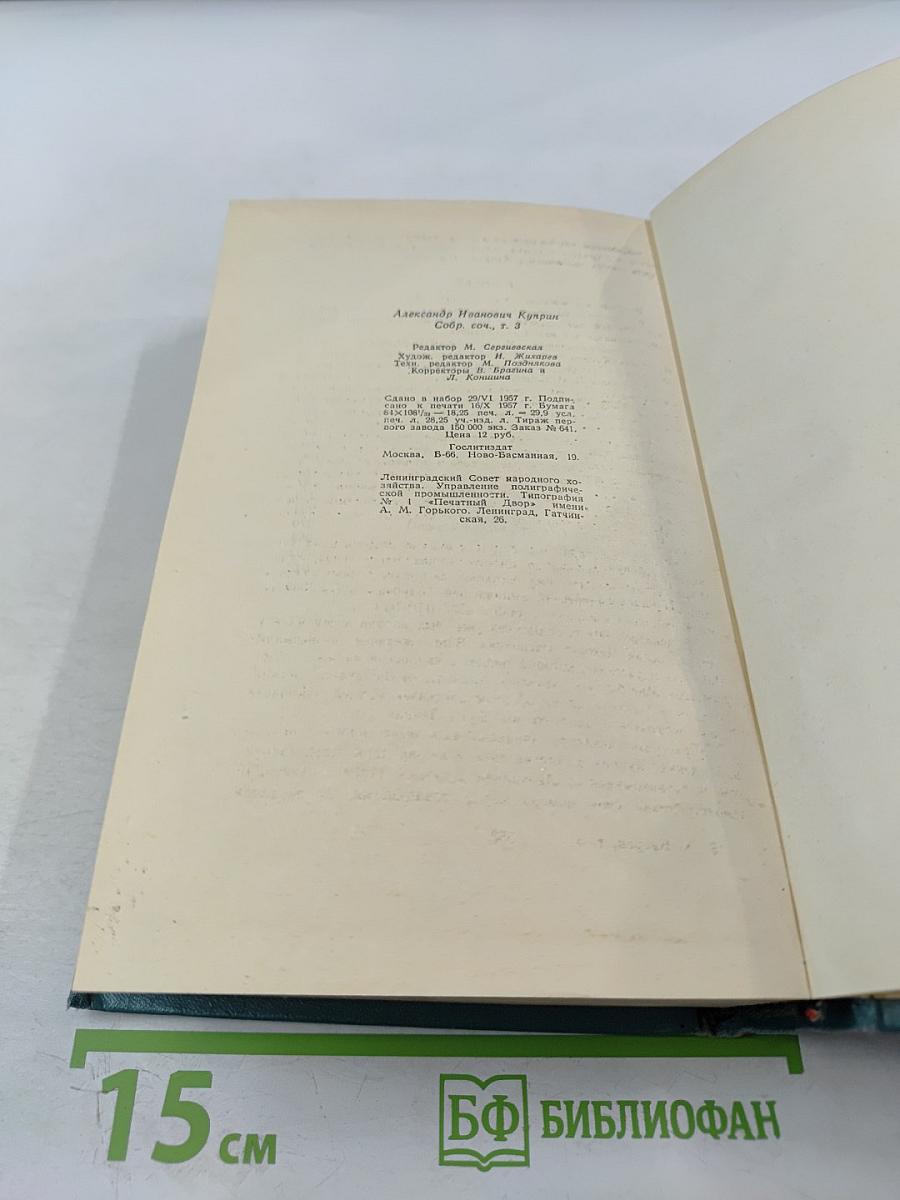 Александр Иванович Куприн
Собр. соч., т. 3
Редактор М. Сергиевская
Худож. редактор И. Жихарев
Техн. редактор М. Позднякова
Корректоры В. Брагина и
Л. Коншина
Сдано в набор 29/VI 1957 г. Подпи-
сано к печати 16/X 1957 г. Бумага
84×108¹/₃₂ — 18,25 печ. л. = 29,9 усл.
печ. л. 28,25 уч.-изд. л. Тираж пер-
вого завода 150 000 экз. Заказ № 641.
Цена 12 руб.
Гослитиздат
Москва, Б-66, Ново-Басманная, 19.
Ленинградский Совет народного хо-
зяйства. Управление полиграфиче-
ской промышленности. Типография
№ 1 «Печатный Двор» имени
А. М. Горького. Ленинград, Гатчин-
ская, 26.
15 см
БФ БИБЛИОФАН